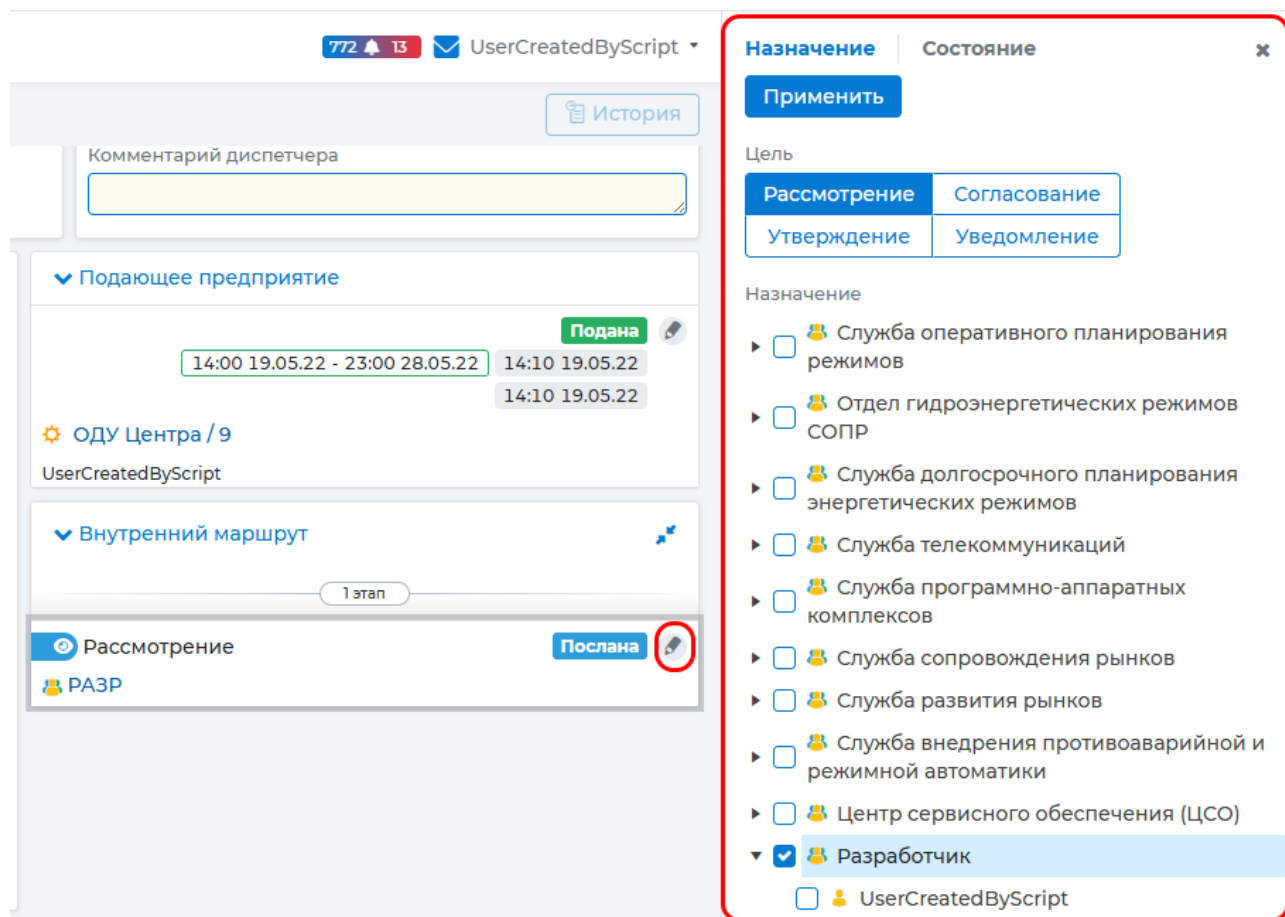 772 13 UserCreatedByScript
История
Комментарий диспетчера
Подающее предприятие
Подана
14:00 19.05.22 - 23:00 28.05.22 14:10 19.05.22
14:10 19.05.22
ОДУ Центра / 9
UserCreatedByScript
Внутренний маршрут
1 этап
Рассмотрение Послана
РАЗР
Назначение Состояние
Применить
Цель
Рассмотрение Согласование
Утверждение Уведомление
Назначение
Служба оперативного планирования
режимов
Отдел гидроэнергетических режимов
СОПР
Служба долгосрочного планирования
энергетических режимов
Служба телекоммуникаций
Служба программно-аппаратных
комплексов
Служба сопровождения рынков
Служба развития рынков
Служба внедрения противоаварийной и
режимной автоматики
Центр сервисного обеспечения (ЦСО)
Разработчик
UserCreatedByScript